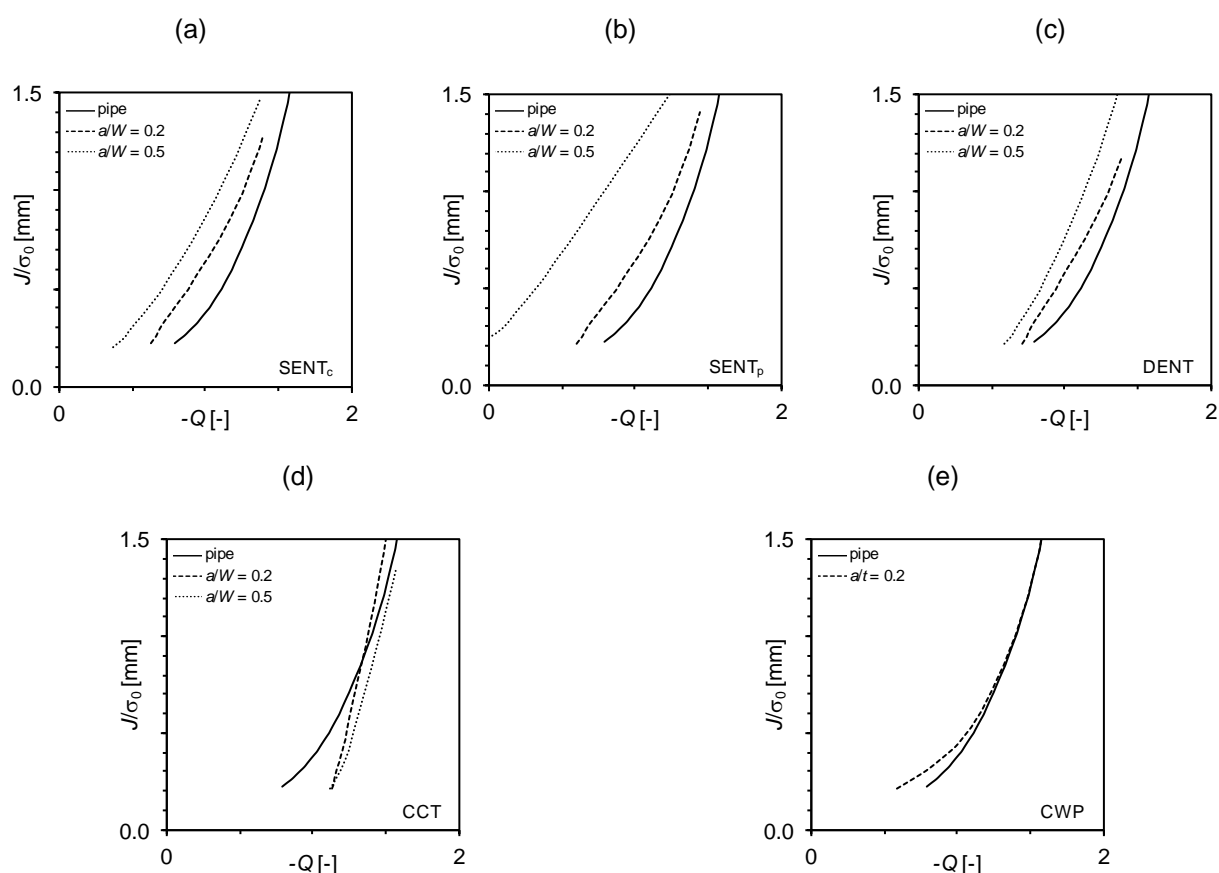 (a)
(b)
(c)
1.5
pipe
a/W = 0.2
a/W = 0.5
J/σ₀ [mm]
SENTc
0.0
0
2
-Q [-]
1.5
pipe
a/W = 0.2
a/W = 0.5
J/σ₀ [mm]
SENTp
0.0
0
2
-Q [-]
1.5
pipe
a/W = 0.2
a/W = 0.5
J/σ₀ [mm]
DENT
0.0
0
2
-Q [-]
(d)
(e)
1.5
pipe
a/W = 0.2
a/W = 0.5
J/σ₀ [mm]
CCT
0.0
0
2
-Q [-]
1.5
pipe
a/t = 0.2
J/σ₀ [mm]
CWP
0.0
0
2
-Q [-]